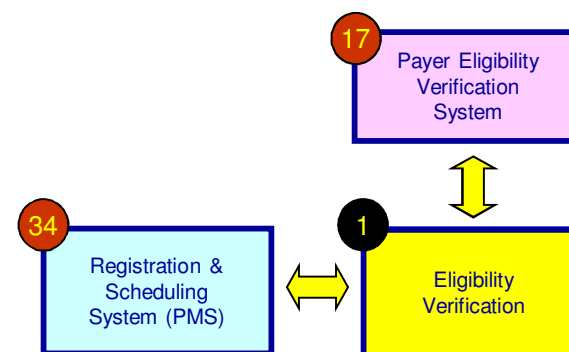 17
Payer Eligibility
Verification
System
34
Registration &
Scheduling
System (PMS)
1
Eligibility
Verification